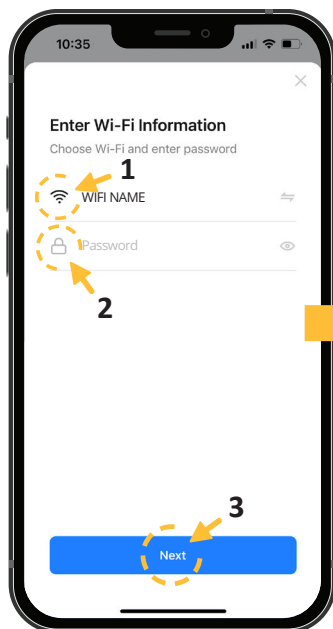 10:35
Enter Wi-Fi Information
Choose Wi-Fi and enter password
1
WIFI NAME
Password
2
3
Next